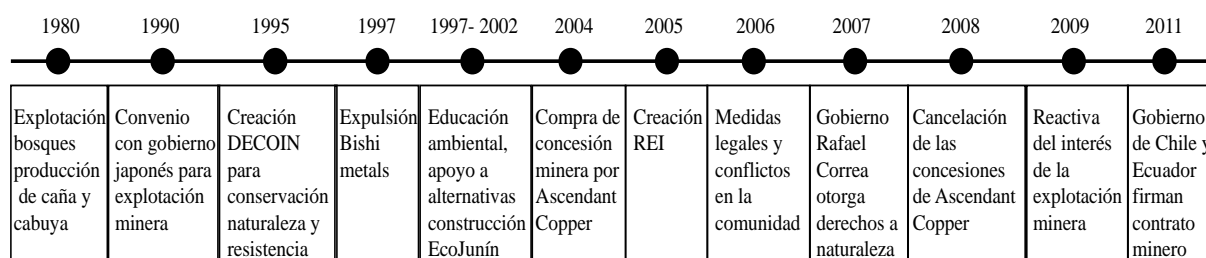 1980
1990
1995
1997
1997- 2002
2004
2005
2006
2007
2008
2009
2011
Explotación
bosques
producción
de caña y
cabuya
Convenio
con gobierno
japonés para
explotación
minera
Creación
DECOIN
para
conservación
naturaleza y
resistencia
Expulsión
Bishi
metals
Educación
ambiental,
apoyo a
alternativas
construcción
EcoJunín
Compra de
concesión
minera por
Ascendant
Copper
Creación
REI
Medidas
legales y
conflictos
en la
comunidad
Gobierno
Rafael
Correa
otorga
derechos a
naturaleza
Cancelación
de las
concesiones
de Ascendant
Copper
Reactiva
del interés
de la
explotación
minera
Gobierno
de Chile y
Ecuador
firman
contrato
minero